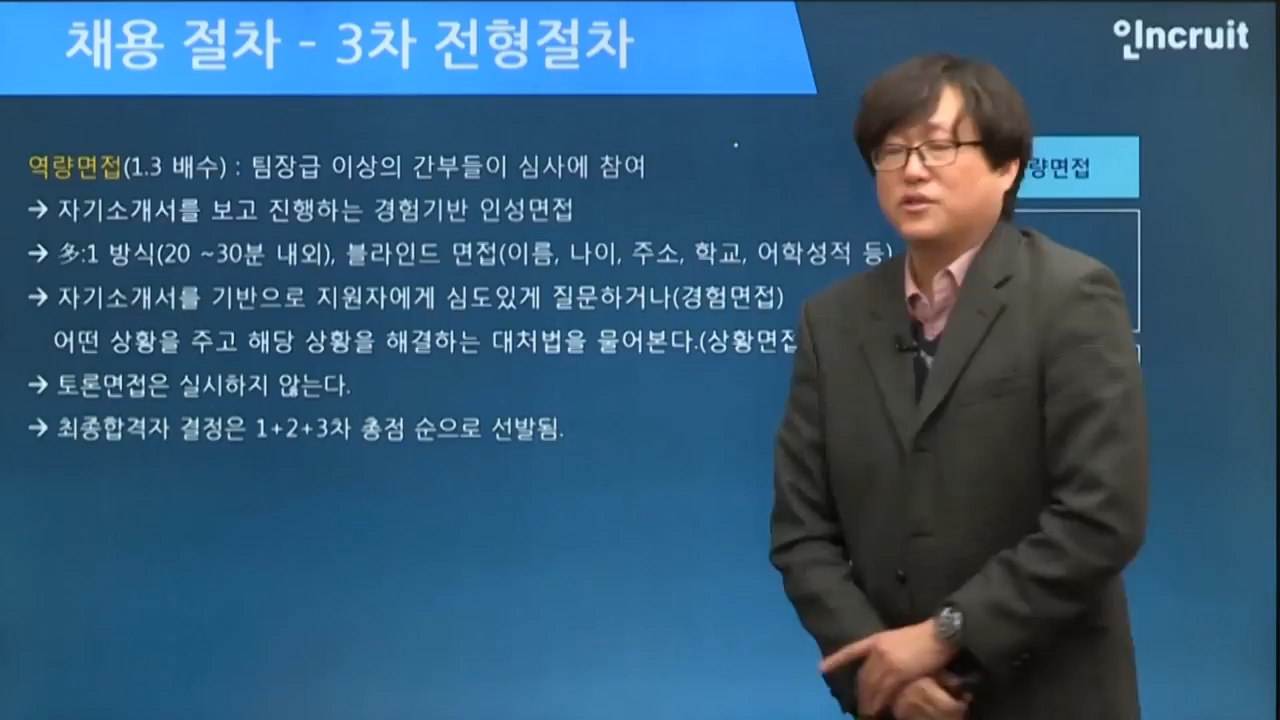 채용 절차 - 3차 전형절차
인Incruit
역량면접(1.3 배수) : 팀장급 이상의 간부들이 심사에 참여
→ 자기소개서를 보고 진행하는 경험기반 인성면접
→ 多:1 방식(20 ~30분 내외), 블라인드 면접(이름, 나이, 주소, 학교, 어학성적 등)
→ 자기소개서를 기반으로 지원자에게 심도있게 질문하거나(경험면접)
어떤 상황을 주고 해당 상황을 해결하는 대처법을 물어본다.(상황면접
→ 토론면접은 실시하지 않는다.
→ 최종합격자 결정은 1+2+3차 총점 순으로 선발됨.
량면접